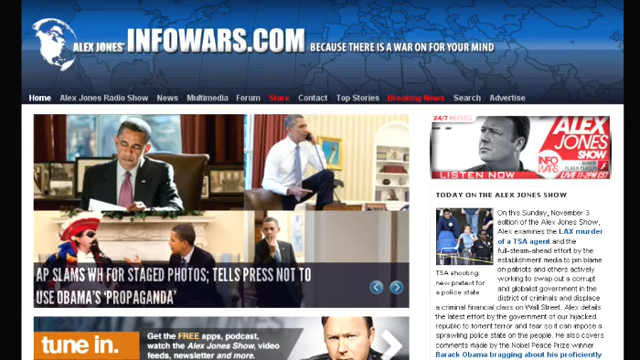 ALEX JONES' INFOWARS.COM BECAUSE THERE IS A WAR ON FOR YOUR MIND
Home Alex Jones Radio Show News Multimedia Forum Store Contact Top Stories Breaking News Search Advertise
AP SLAMS WH FOR STAGED PHOTOS; TELLS PRESS NOT TO
USE OBAMA'S 'PROPAGANDA'
tune in.
Get the FREE apps, podcast,
watch the Alex Jones Show, video
feeds, newsletter and more.
24/7
ALEX
JONES
SHOW
INFO
WARS
LISTEN NOW
TODAY ON THE ALEX JONES SHOW
TSA shooting:
new pretext for
a police state
On this Sunday, November 3
edition of the Alex Jones Show,
Alex examines the LAX murder
of a TSA agent and the
full-steam-ahead effort by the
establishment media to pin blame
on patriots and others actively
working to swap out a corrupt
and globalist government in the
district of criminals and displace
a criminal financial class on Wall Street. Alex details
the latest effort by the government of our hijacked
republic to torment terror and fear so it can impose a
sprawling police state on the people. He also covers
comments made by the Nobel Peace Prize winner
Barack Obama bragging about his proficiently